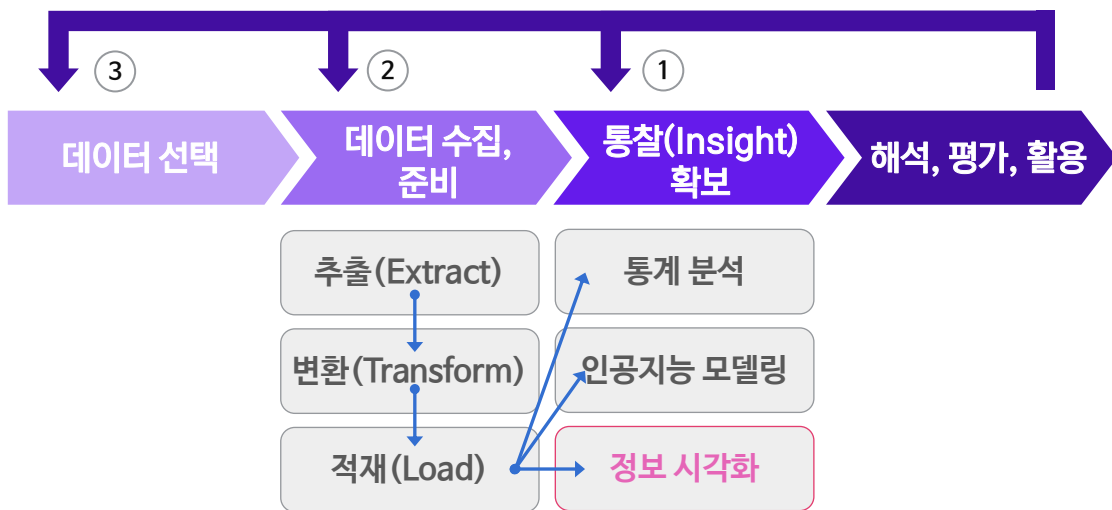 ③
②
①
데이터 선택
데이터 수집,
준비
통찰(Insight)
확보
해석, 평가, 활용
추출(Extract)
통계 분석
변환(Transform)
인공지능 모델링
적재(Load)
정보 시각화